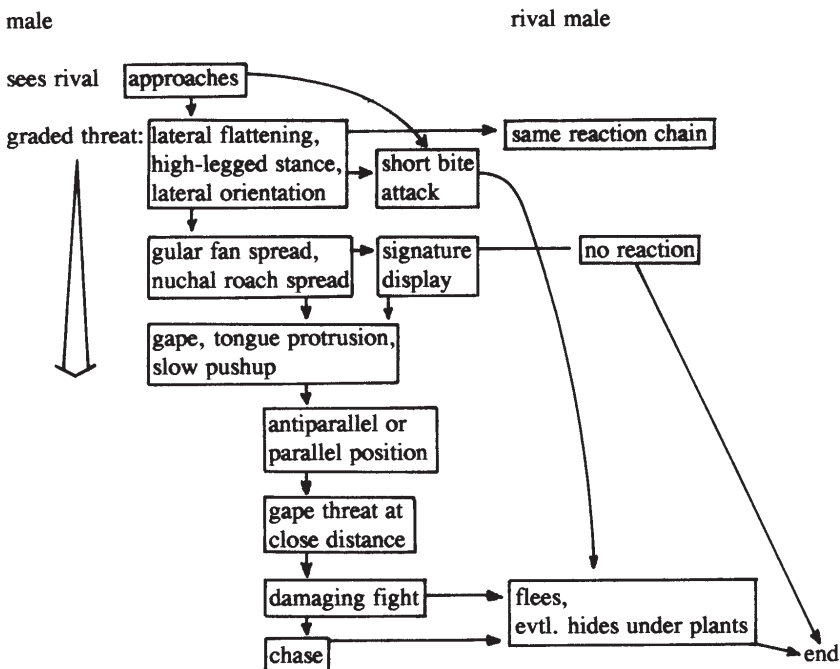 male
rival male
sees rival
approaches
graded threat:
lateral flattening,
high-legged stance,
lateral orientation
same reaction chain
short bite
attack
gular fan spread,
nuchal roach spread
signature
display
no reaction
gape, tongue protrusion,
slow pushup
antiparallel or
parallel position
gape threat at
close distance
damaging fight
flees,
evtl. hides under plants
chase
end